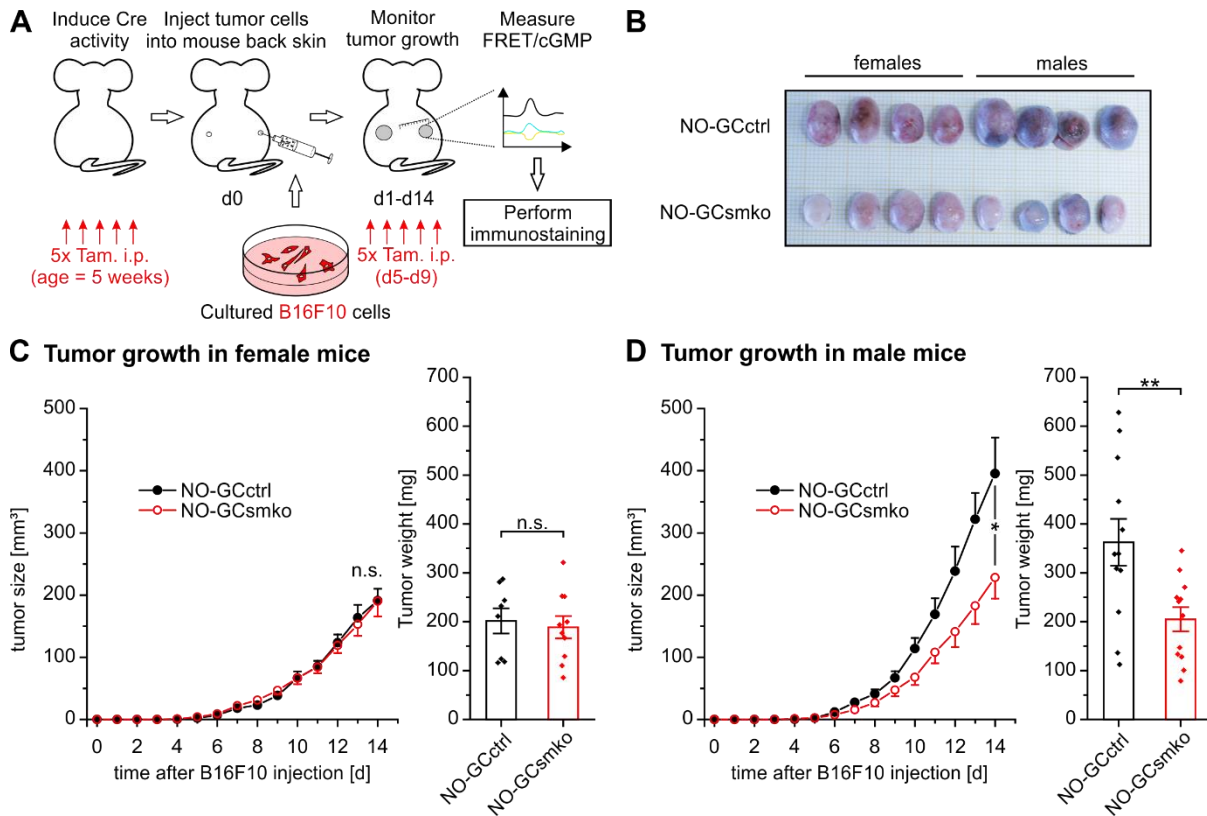 A
Induce Cre
activity
Inject tumor cells
into mouse back skin
Monitor
tumor growth
Measure
FRET/cGMP
d0
d1-d14
5x Tam. i.p.
(age = 5 weeks)
5x Tam. i.p.
(d5-d9)
Perform
immunostaining
Cultured B16F10 cells
B
females
males
NO-GCctrl
NO-GCsmko
C Tumor growth in female mice
500
400
300
200
100
0
tumor size [mm³]
NO-GCctrl
NO-GCsmko
n.s.
0 2 4 6 8 10 12 14
time after B16F10 injection [d]
700
600
500
400
300
200
100
0
Tumor weight [mg]
n.s.
NO-GCctrl
NO-GCsmko
D Tumor growth in male mice
500
400
300
200
100
0
tumor size [mm³]
NO-GCctrl
NO-GCsmko
*
0 2 4 6 8 10 12 14
time after B16F10 injection [d]
700
600
500
400
300
200
100
0
Tumor weight [mg]
**
NO-GCctrl
NO-GCsmko